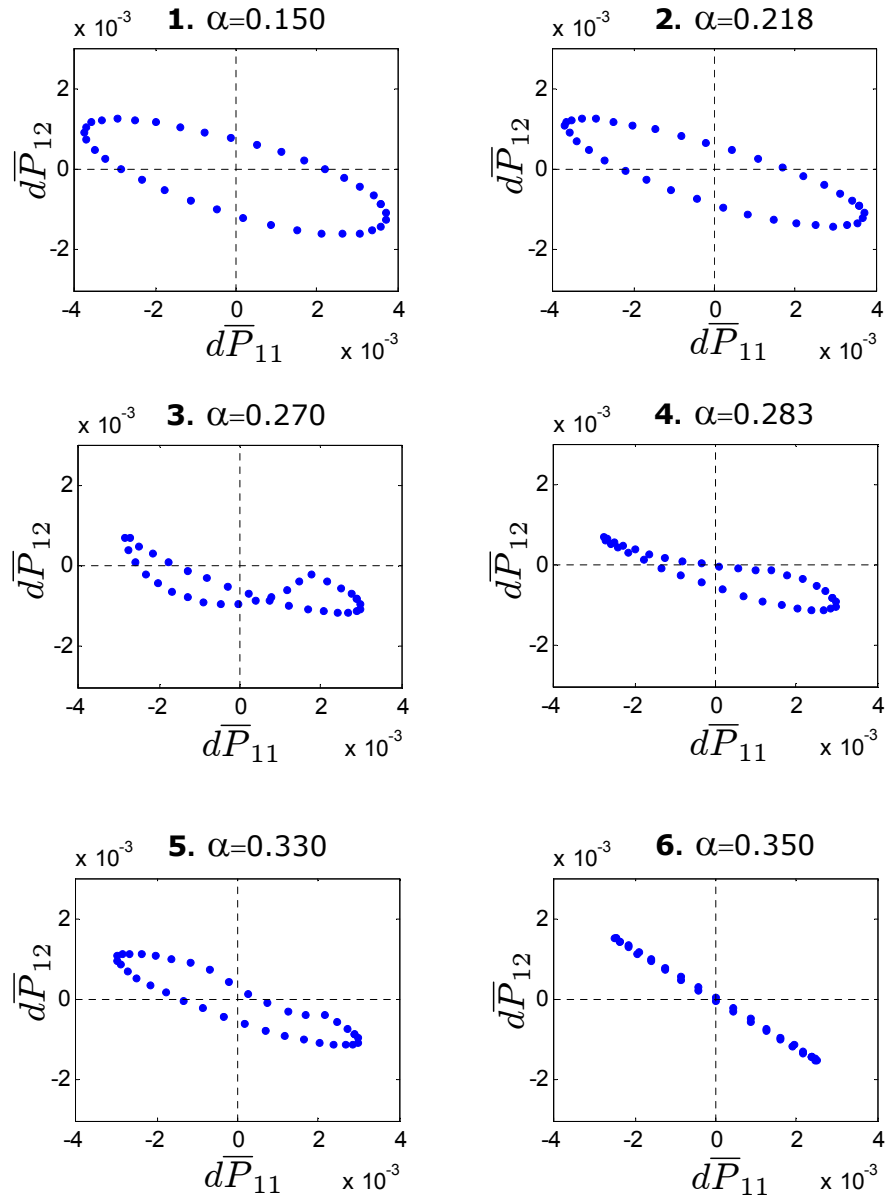 1. α=0.150
x 10⁻³
2
0
-2
dP̅₁₂
-4 -2 0 2 4
dP̅₁₁ x 10⁻³
2. α=0.218
x 10⁻³
2
0
-2
dP̅₁₂
-4 -2 0 2 4
dP̅₁₁ x 10⁻³
3. α=0.270
x 10⁻³
2
0
-2
dP̅₁₂
-4 -2 0 2 4
dP̅₁₁ x 10⁻³
4. α=0.283
x 10⁻³
2
0
-2
dP̅₁₂
-4 -2 0 2 4
dP̅₁₁ x 10⁻³
5. α=0.330
x 10⁻³
2
0
-2
dP̅₁₂
-4 -2 0 2 4
dP̅₁₁ x 10⁻³
6. α=0.350
x 10⁻³
2
0
-2
dP̅₁₂
-4 -2 0 2 4
dP̅₁₁ x 10⁻³